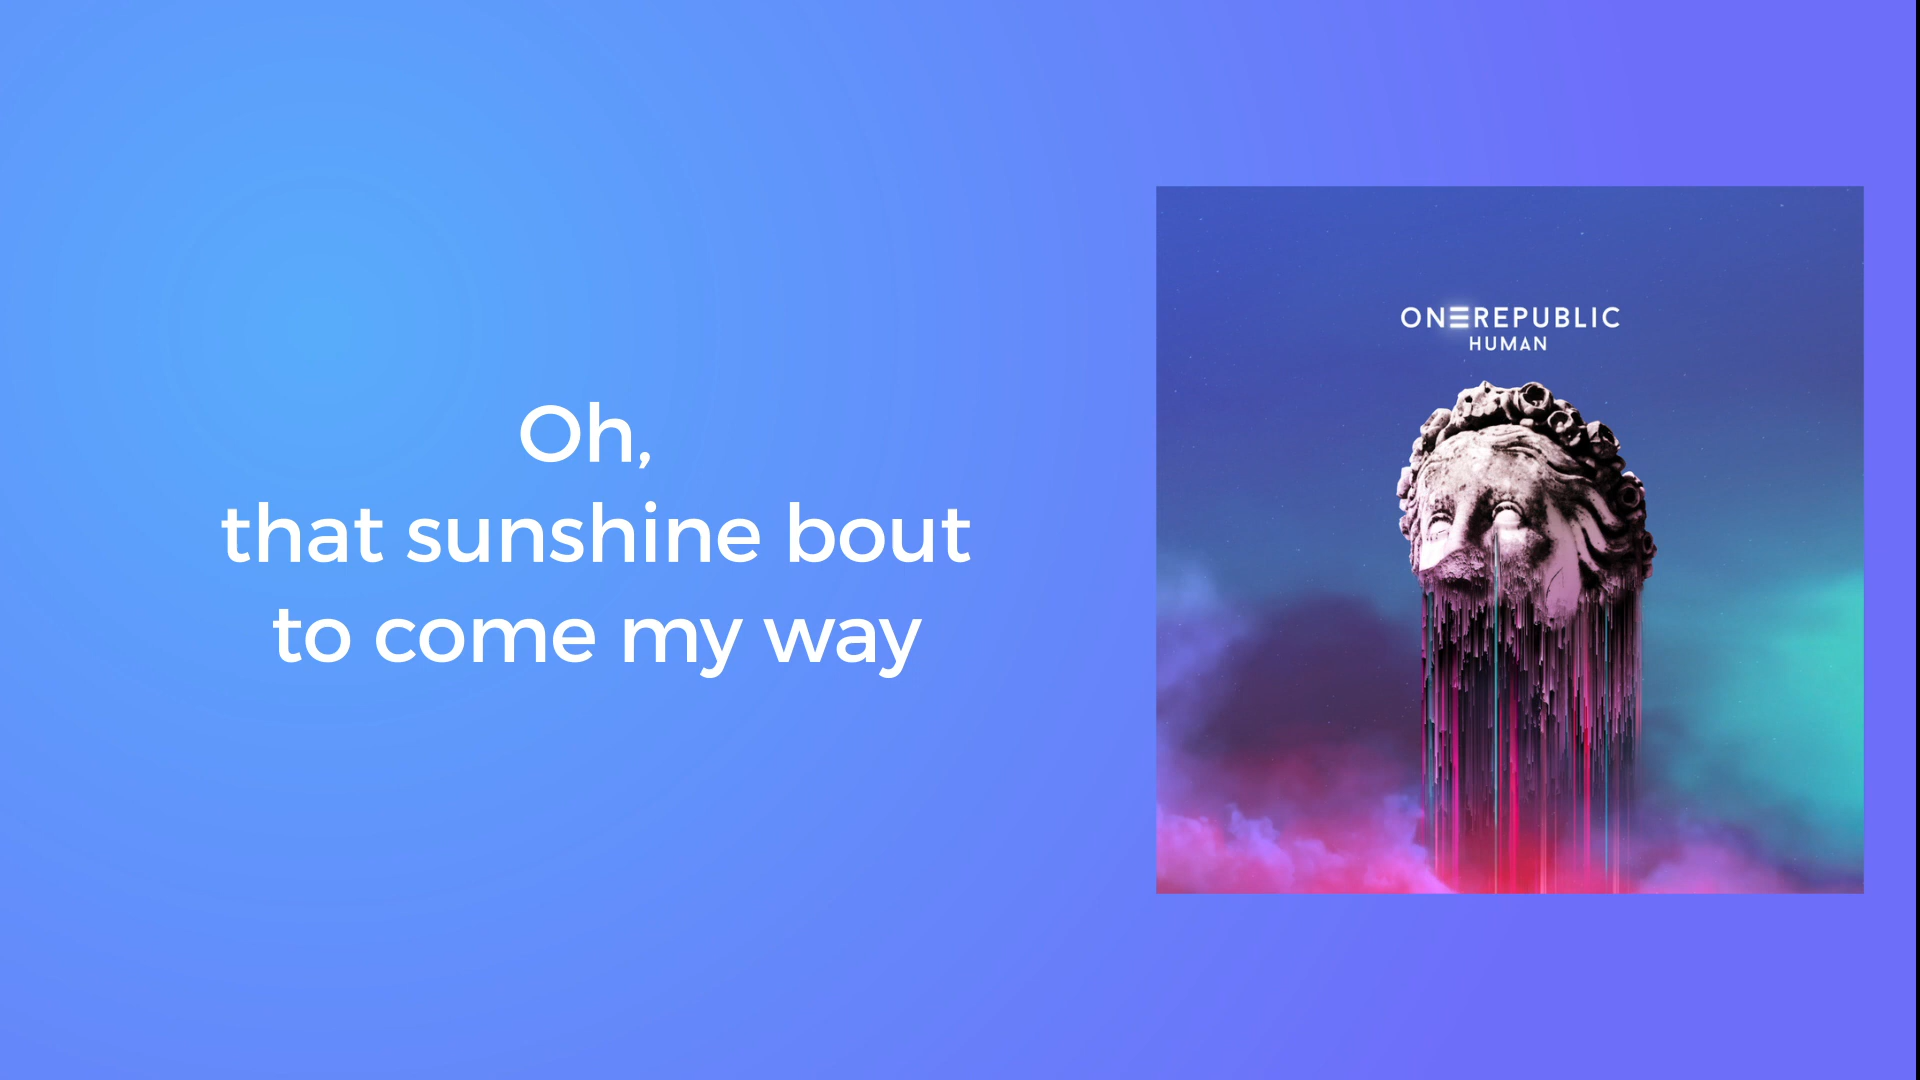 Oh,
that sunshine bout
to come my way
ONEREPUBLIC
HUMAN